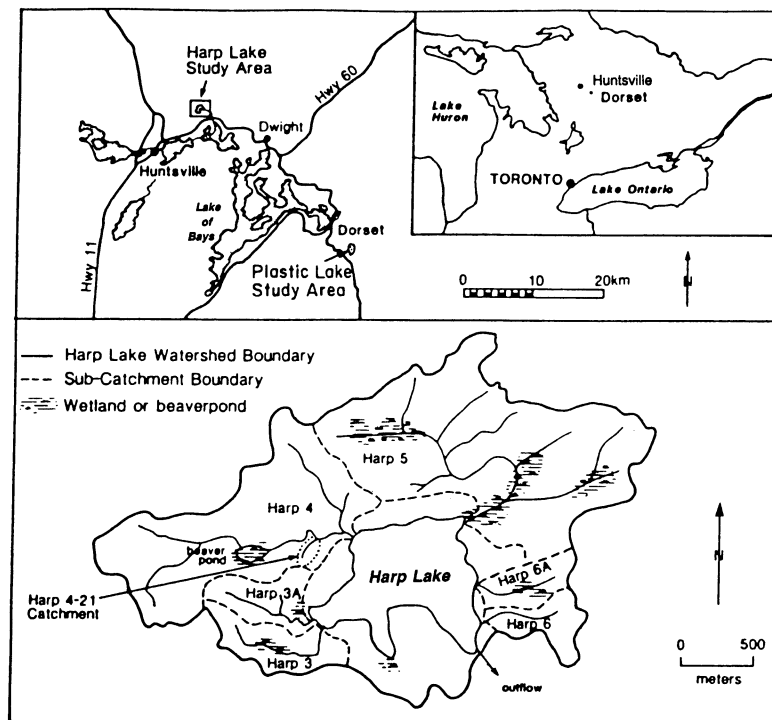 Harp Lake
Study Area
Hwy 60
Dwight
Huntsville
Lake
of
Bays
Dorset
Hwy 11
Plastic Lake
Study Area
Lake
Huron
Huntsville
Dorset
TORONTO
Lake Ontario
0 10 20km
N
Harp Lake Watershed Boundary
Sub-Catchment Boundary
Wetland or beaverpond
Harp 5
Harp 4
beaver
pond
Harp 4-21
Catchment
Harp 3A
Harp 3
Harp Lake
Harp 6A
Harp 6
outflow
N
0 500
meters